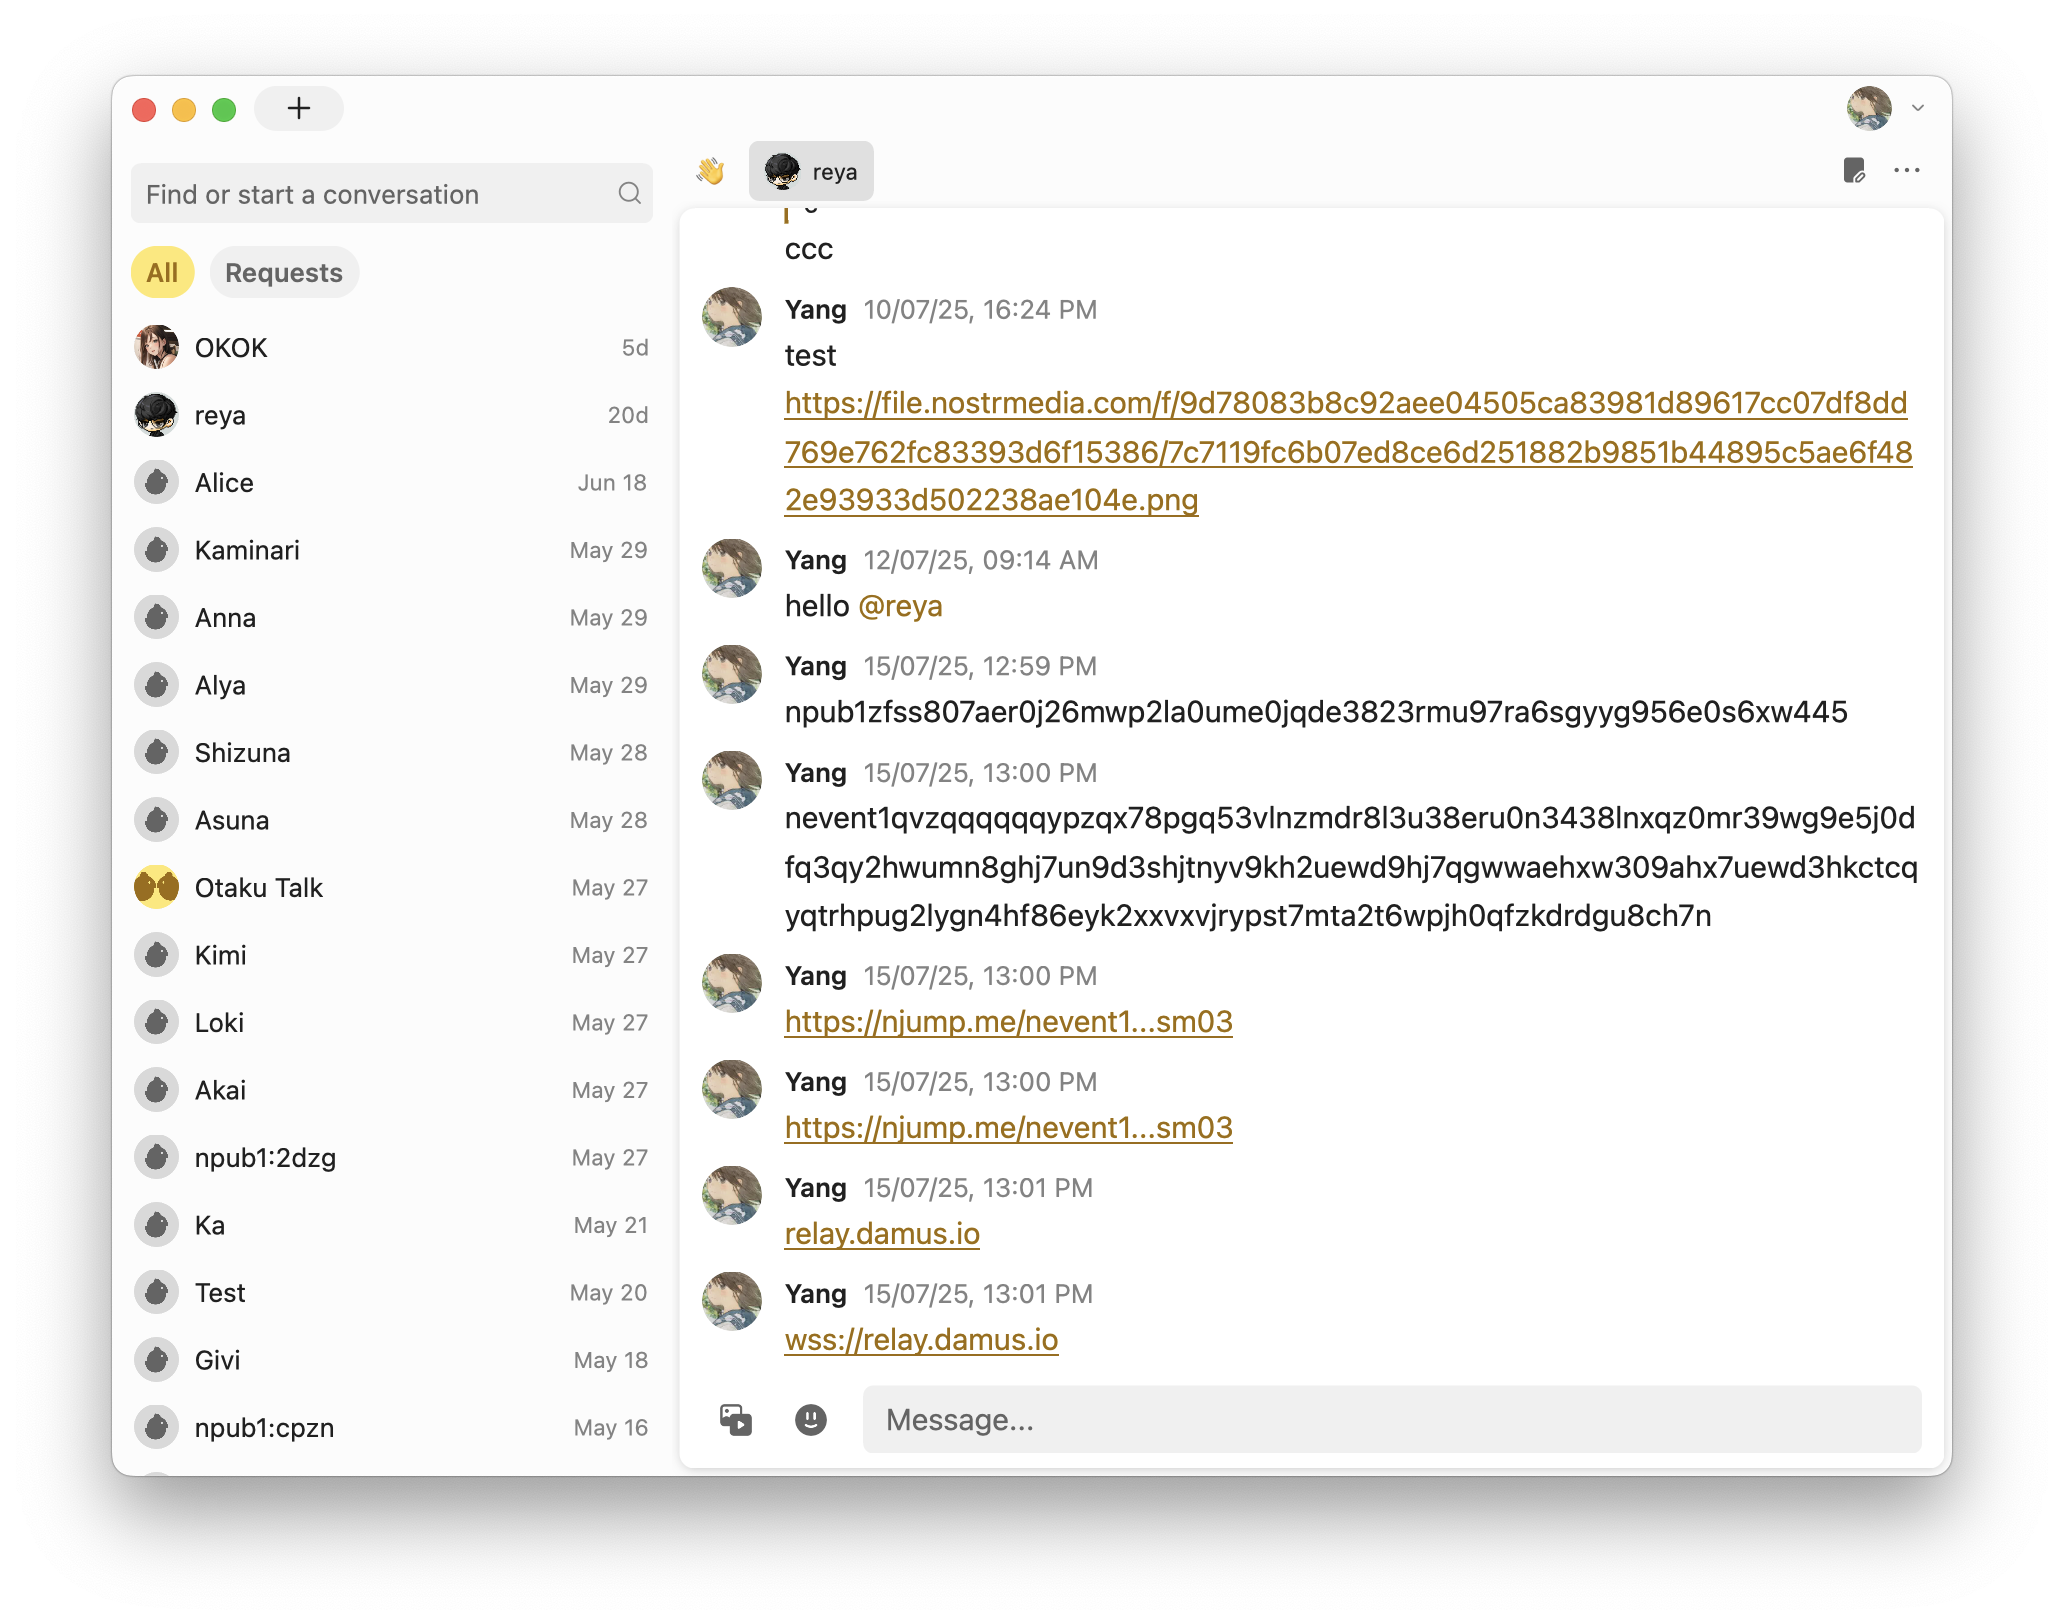 Find or start a conversation
All
Requests
OKOK
5d
reya
20d
Alice
Jun 18
Kaminari
May 29
Anna
May 29
Alya
May 29
Shizuna
May 28
Asuna
May 28
Otaku Talk
May 27
Kimi
May 27
Loki
May 27
Akai
May 27
npub1:2dzg
May 27
Ka
May 21
Test
May 20
Givi
May 18
npub1:cpzn
May 16
reya
ccc
Yang 10/07/25, 16:24 PM
test
https://file.nostrmedia.com/f/9d78083b8c92aee04505ca83981d89617cc07df8dd
769e762fc83393d6f15386/7c7119fc6b07ed8ce6d251882b9851b44895c5ae6f48
2e93933d502238ae104e.png
Yang 12/07/25, 09:14 AM
hello @reya
Yang 15/07/25, 12:59 PM
npub1zfss807aer0j26mwp2la0ume0jqde3823rmu97ra6sgyyg956e0s6xw445
Yang 15/07/25, 13:00 PM
nevent1qvzqqqqqqypzqx78pgq53vlnzmdr8l3u38eru0n3438lnxqz0mr39wg9e5j0d
fq3qy2hwumn8ghj7un9d3shjtnyv9kh2uewd9hj7qgwwaehxw309ahx7uewd3hkctcq
yqtrhpug2lygn4hf86eyk2xxvxvjrypst7mta2t6wpjh0qfzkdrdgu8ch7n
Yang 15/07/25, 13:00 PM
https://njump.me/nevent1...sm03
Yang 15/07/25, 13:00 PM
https://njump.me/nevent1...sm03
Yang 15/07/25, 13:01 PM
relay.damus.io
Yang 15/07/25, 13:01 PM
wss://relay.damus.io
Message...